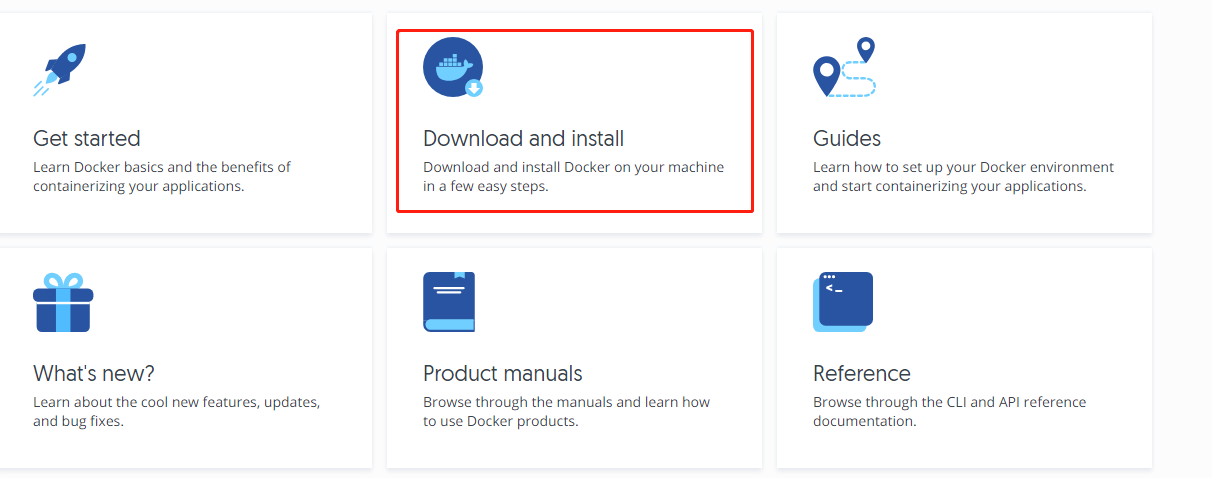 Get started
Learn Docker basics and the benefits of
containerizing your applications.
Download and install
Download and install Docker on your machine
in a few easy steps.
Guides
Learn how to set up your Docker environment
and start containerizing your applications.
What's new?
Learn about the cool new features, updates,
and bug fixes.
Product manuals
Browse through the manuals and learn how
to use Docker products.
Reference
Browse through the CLI and API reference
documentation.